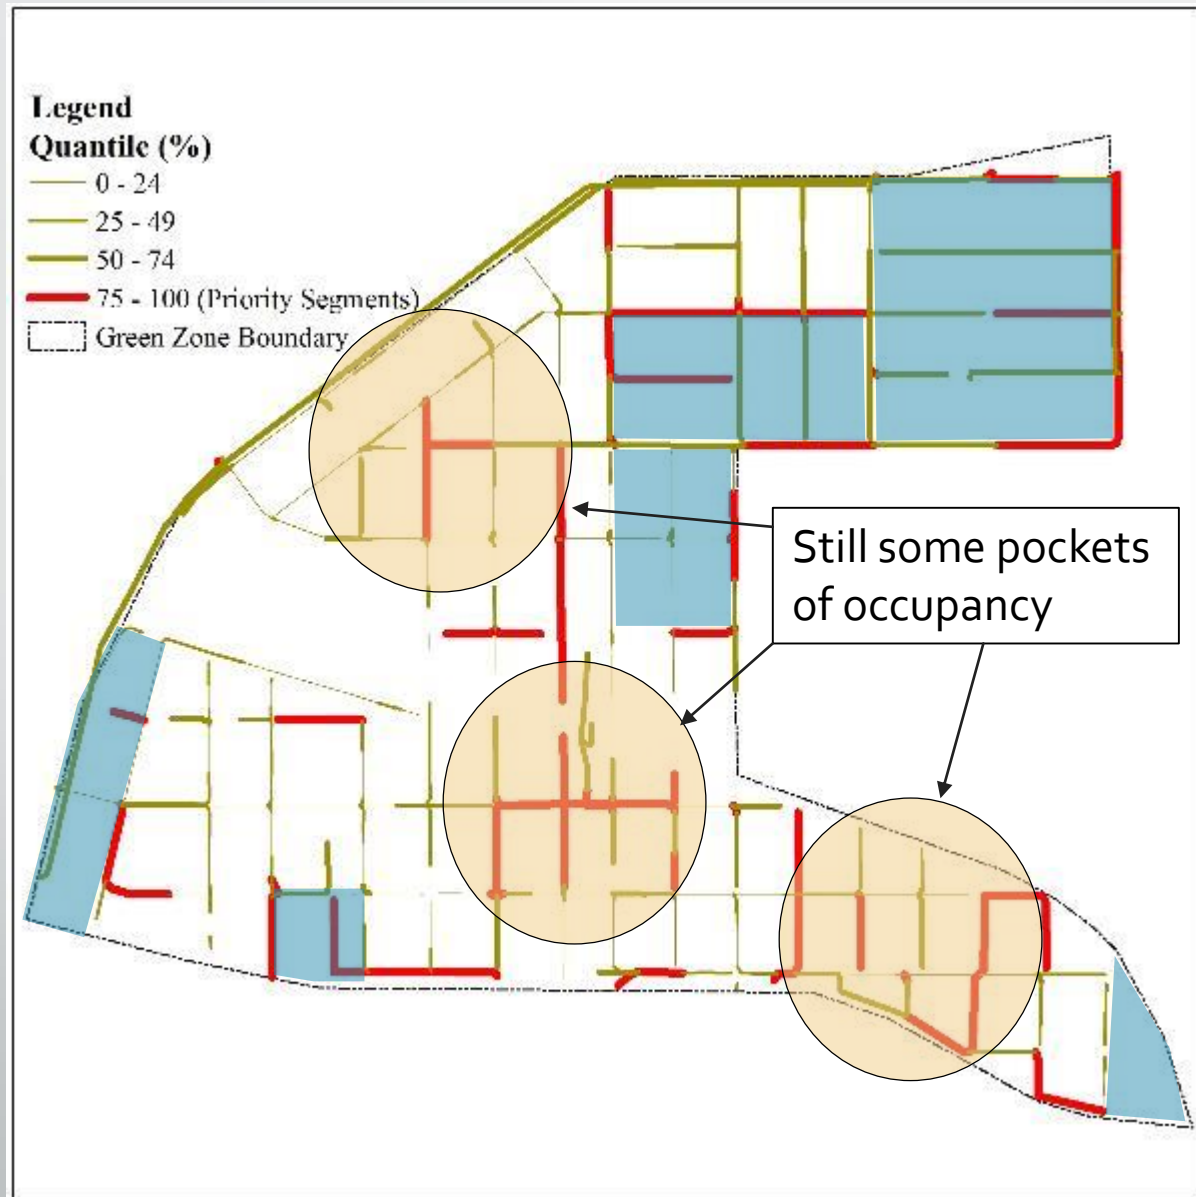 Legend
Quantile (%)
0 - 24
25 - 49
50 - 74
75 - 100 (Priority Segments)
Green Zone Boundary
Still some pockets
of occupancy